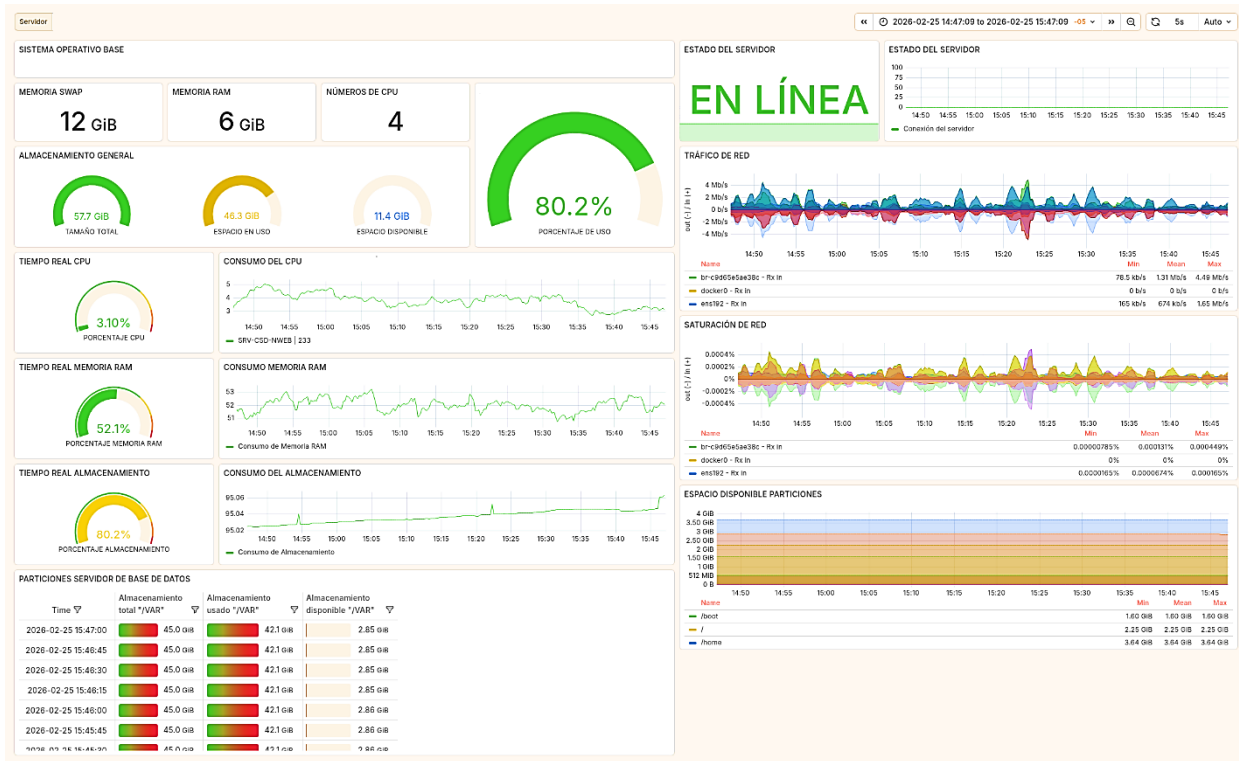 Servidor
2026-02-25 14:47:09 to 2026-02-25 15:47:09 -05
5s Auto
SISTEMA OPERATIVO BASE
MEMORIA SWAP
12 GiB
MEMORIA RAM
6 GiB
NÚMEROS DE CPU
4
80.2%
PORCENTAJE DE USO
ALMACENAMIENTO GENERAL
57.7 GiB
TAMAÑO TOTAL
46.3 GiB
ESPACIO EN USO
11.4 GiB
ESPACIO DISPONIBLE
TIEMPO REAL CPU
3.10%
PORCENTAJE CPU
CONSUMO DEL CPU
5
4
3
14:50 14:55 15:00 15:05 15:10 15:15 15:20 15:25 15:30 15:35 15:40 15:45
SRV-CSD-NWEB | 233
TIEMPO REAL MEMORIA RAM
52.1%
PORCENTAJE MEMORIA RAM
CONSUMO MEMORIA RAM
53
52
51
14:50 14:55 15:00 15:05 15:10 15:15 15:20 15:25 15:30 15:35 15:40 15:45
Consumo de Memoria RAM
TIEMPO REAL ALMACENAMIENTO
80.2%
PORCENTAJE ALMACENAMIENTO
CONSUMO DEL ALMACENAMIENTO
95.06
95.04
95.02
14:50 14:55 15:00 15:05 15:10 15:15 15:20 15:25 15:30 15:35 15:40 15:45
Consumo de Almacenamiento
PARTICIONES SERVIDOR DE BASE DE DATOS
Time Almacenamiento total "/VAR" Almacenamiento usado "/VAR" Almacenamiento disponible "/VAR"
2026-02-25 15:47:00 45.0 GiB 42.1 GiB 2.85 GiB
2026-02-25 15:46:45 45.0 GiB 42.1 GiB 2.85 GiB
2026-02-25 15:46:30 45.0 GiB 42.1 GiB 2.85 GiB
2026-02-25 15:46:15 45.0 GiB 42.1 GiB 2.85 GiB
2026-02-25 15:46:00 45.0 GiB 42.1 GiB 2.86 GiB
2026-02-25 15:45:45 45.0 GiB 42.1 GiB 2.86 GiB
2026-02-25 15:45:30 45.0 GiB 42.1 GiB 2.86 GiB
ESTADO DEL SERVIDOR
EN LÍNEA
ESTADO DEL SERVIDOR
100
75
50
25
0
14:50 14:55 15:00 15:05 15:10 15:15 15:20 15:25 15:30 15:35 15:40 15:45
Conexión del servidor
TRÁFICO DE RED
out (-) / in (+)
4 Mb/s
2 Mb/s
0 b/s
-2 Mb/s
-4 Mb/s
14:50 14:55 15:00 15:05 15:10 15:15 15:20 15:25 15:30 15:35 15:40 15:45
Name Min Mean Max
br-c9d65e5ae38c - Rx in 78.5 kb/s 1.31 Mb/s 4.49 Mb/s
docker0 - Rx in 0 b/s 0 b/s 0 b/s
ens192 - Rx in 165 kb/s 674 kb/s 1.65 Mb/s
SATURACIÓN DE RED
out (-) / in (+)
0.0004%
0.0002%
0%
-0.0002%
-0.0004%
14:50 14:55 15:00 15:05 15:10 15:15 15:20 15:25 15:30 15:35 15:40 15:45
Name Min Mean Max
br-c9d65e5ae38c - Rx in 0.00000785% 0.000131% 0.000449%
docker0 - Rx in 0% 0% 0%
ens192 - Rx in 0.0000165% 0.0000674% 0.000165%
ESPACIO DISPONIBLE PARTICIONES
4 GiB
3.50 GiB
3 GiB
2.50 GiB
2 GiB
1.50 GiB
1 GiB
512 MiB
0 B
14:50 14:55 15:00 15:05 15:10 15:15 15:20 15:25 15:30 15:35 15:40 15:45
Name Min Mean Max
/boot 1.60 GiB 1.60 GiB 1.60 GiB
/ 2.25 GiB 2.25 GiB 2.25 GiB
/home 3.64 GiB 3.64 GiB 3.64 GiB